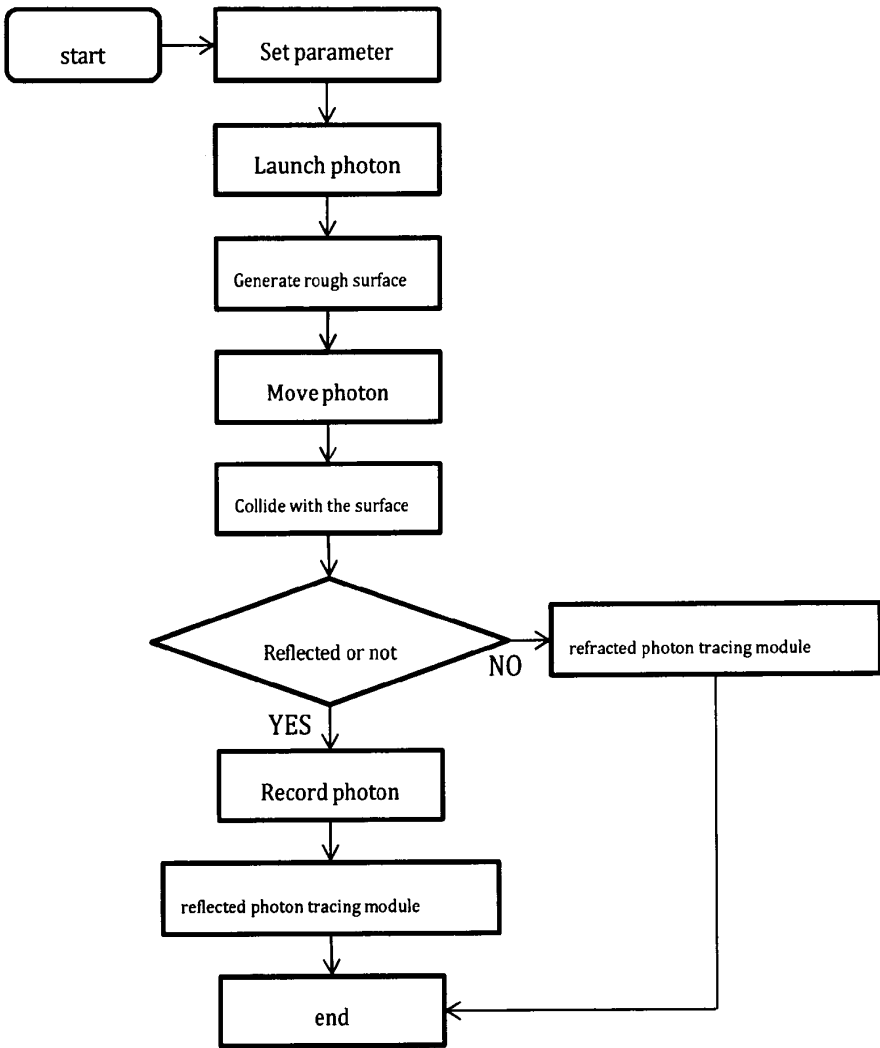 start
Set parameter
Launch photon
Generate rough surface
Move photon
Collide with the surface
Reflected or not
NO
refracted photon tracing module
YES
Record photon
reflected photon tracing module
end